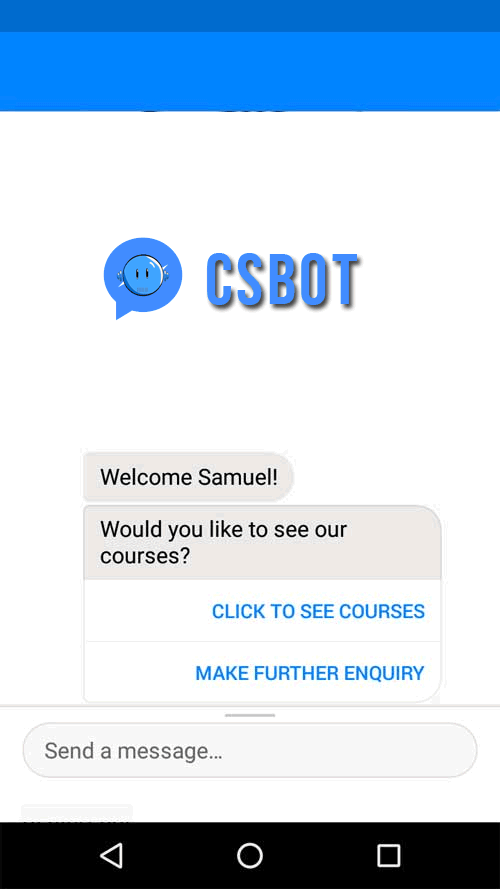 CSBOT
Welcome Samuel!
Would you like to see our
courses?
CLICK TO SEE COURSES
MAKE FURTHER ENQUIRY
Send a message...